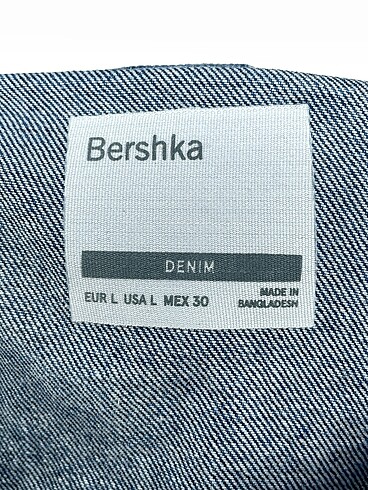 Bershka
DENIM
EUR L USA L MEX 30
MADE IN
BANGLADESH